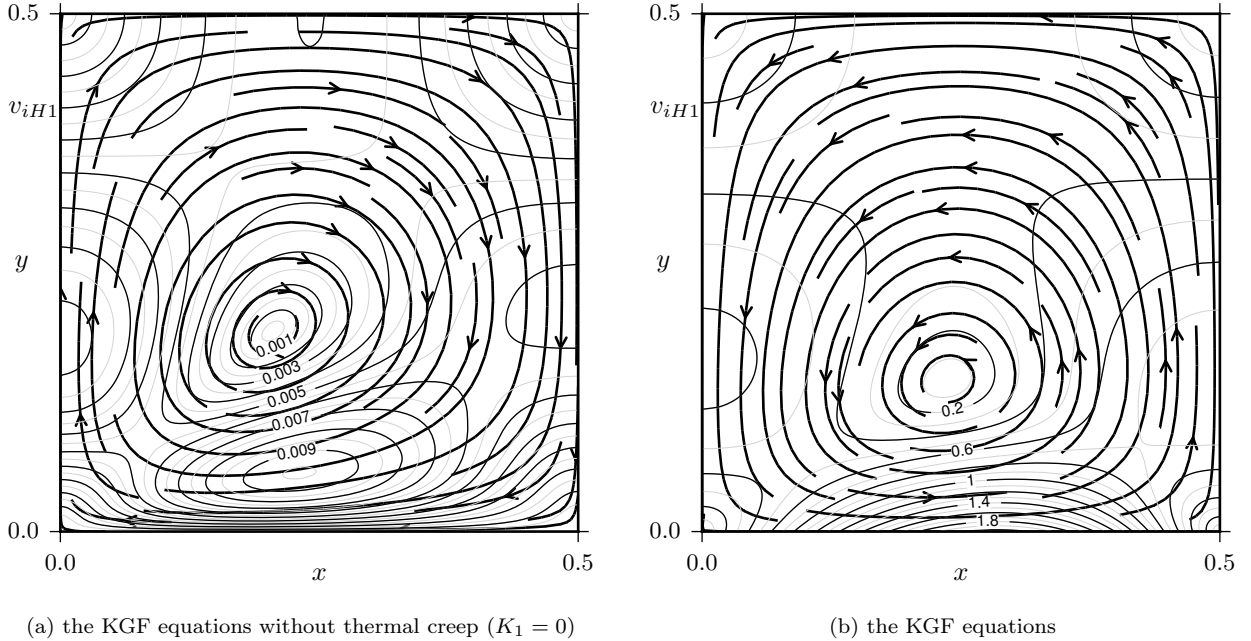 0.5
v_{iH1}
y
0.0
0.001
0.003
0.005
0.007
0.009
0.0
x
0.5
(a) the KGF equations without thermal creep (K_1 = 0)
0.5
v_{iH1}
y
0.0
0.2
0.6
1
1.4
1.8
0.0
x
0.5
(b) the KGF equations